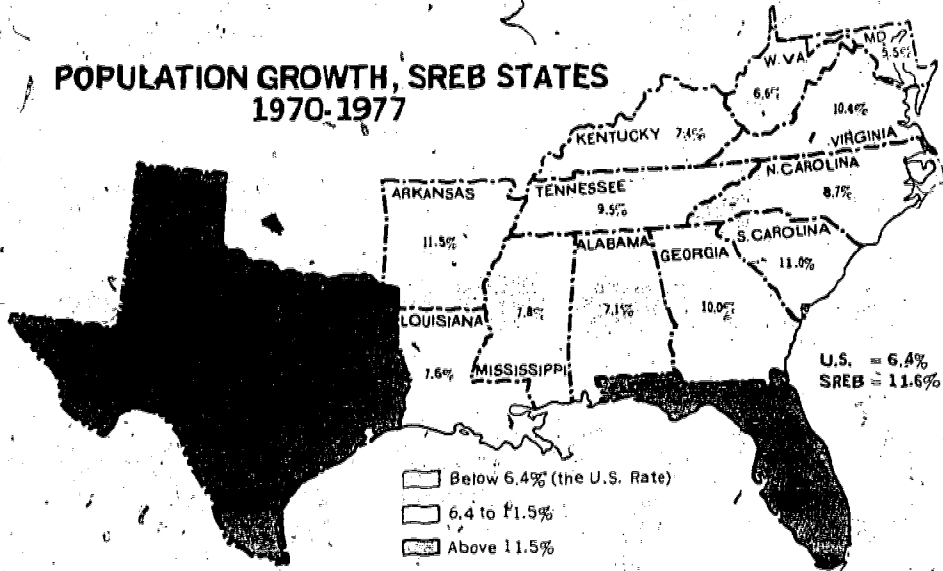 POPULATION GROWTH, SREB STATES
1970-1977
MD
5.5%
W. VA.
6.6%
10.4%
VIRGINIA
KENTUCKY 7.4%
N. CAROLINA
8.7%
TENNESSEE
9.5%
ARKANSAS
11.5%
S. CAROLINA
11.0%
ALABAMA
7.1%
GEORGIA
10.0%
LOUISIANA
7.6%
7.8%
MISSISSIPPI
U.S. = 6.4%
SREB = 11.6%
Below 6.4% (the U.S. Rate)
6.4 to 11.5%
Above 11.5%